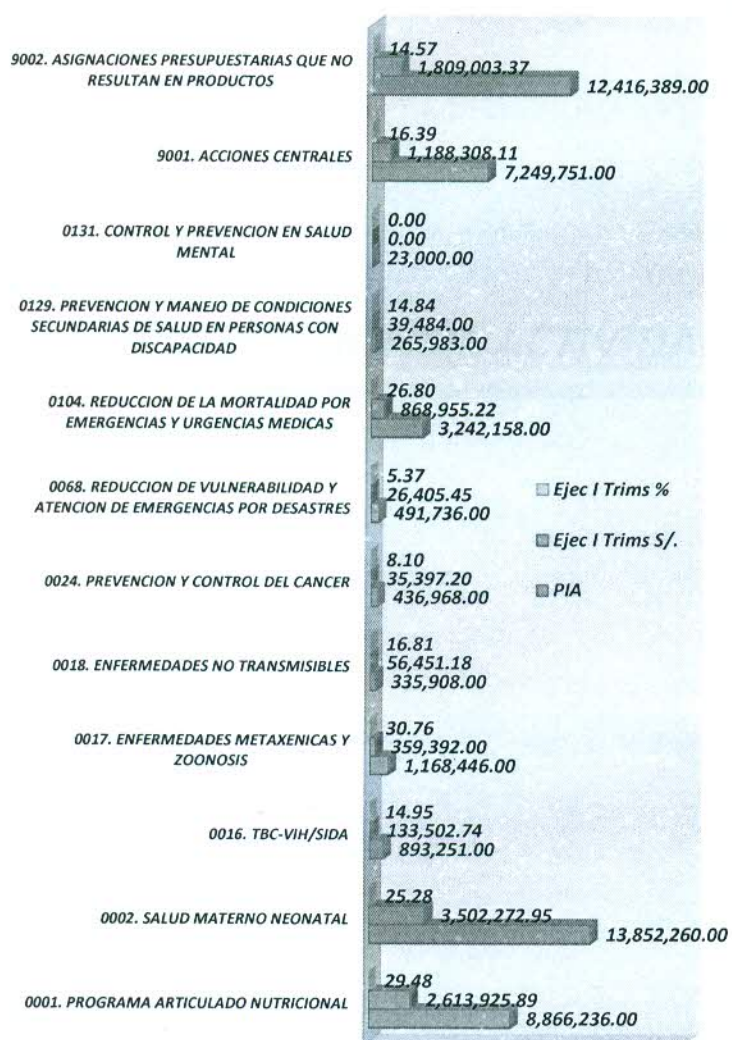 9002. ASIGNACIONES PRESUPUESTARIAS QUE NO
RESULTAN EN PRODUCTOS
14.57
1,809,003.37
12,416,389.00
9001. ACCIONES CENTRALES
16.39
1,188,308.11
7,249,751.00
0131. CONTROL Y PREVENCION EN SALUD
MENTAL
0.00
0.00
23,000.00
0129. PREVENCION Y MANEJO DE CONDICIONES
SECUNDARIAS DE SALUD EN PERSONAS CON
DISCAPACIDAD
14.84
39,484.00
265,983.00
0104. REDUCCION DE LA MORTALIDAD POR
EMERGENCIAS Y URGENCIAS MEDICAS
26.80
868,955.22
3,242,158.00
0068. REDUCCION DE VULNERABILIDAD Y
ATENCION DE EMERGENCIAS POR DESASTRES
5.37
26,405.45
491,736.00
0024. PREVENCION Y CONTROL DEL CANCER
8.10
35,397.20
436,968.00
0018. ENFERMEDADES NO TRANSMISIBLES
16.81
56,451.18
335,908.00
0017. ENFERMEDADES METAXENICAS Y
ZOONOSIS
30.76
359,392.00
1,168,446.00
0016. TBC-VIH/SIDA
14.95
133,502.74
893,251.00
0002. SALUD MATERNO NEONATAL
25.28
3,502,272.95
13,852,260.00
0001. PROGRAMA ARTICULADO NUTRICIONAL
29.48
2,613,925.89
8,866,236.00
Ejec I Trims %
Ejec I Trims S/.
PIA